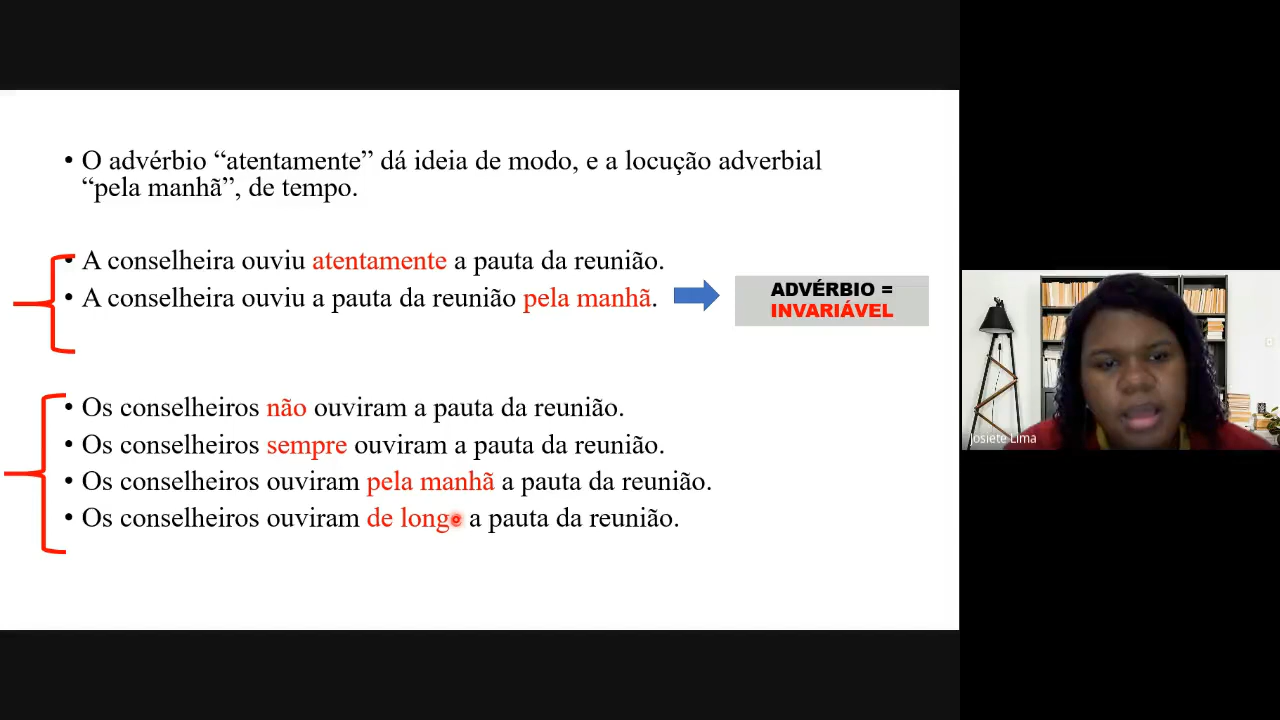 • O advérbio “atentamente” dá ideia de modo, e a locução adverbial
“pela manhã”, de tempo.
• A conselheira ouviu atentamente a pauta da reunião.
• A conselheira ouviu a pauta da reunião pela manhã.
ADVÉRBIO =
INVARIÁVEL
• Os conselheiros não ouviram a pauta da reunião.
• Os conselheiros sempre ouviram a pauta da reunião.
• Os conselheiros ouviram pela manhã a pauta da reunião.
• Os conselheiros ouviram de longe a pauta da reunião.
Josiete Lima